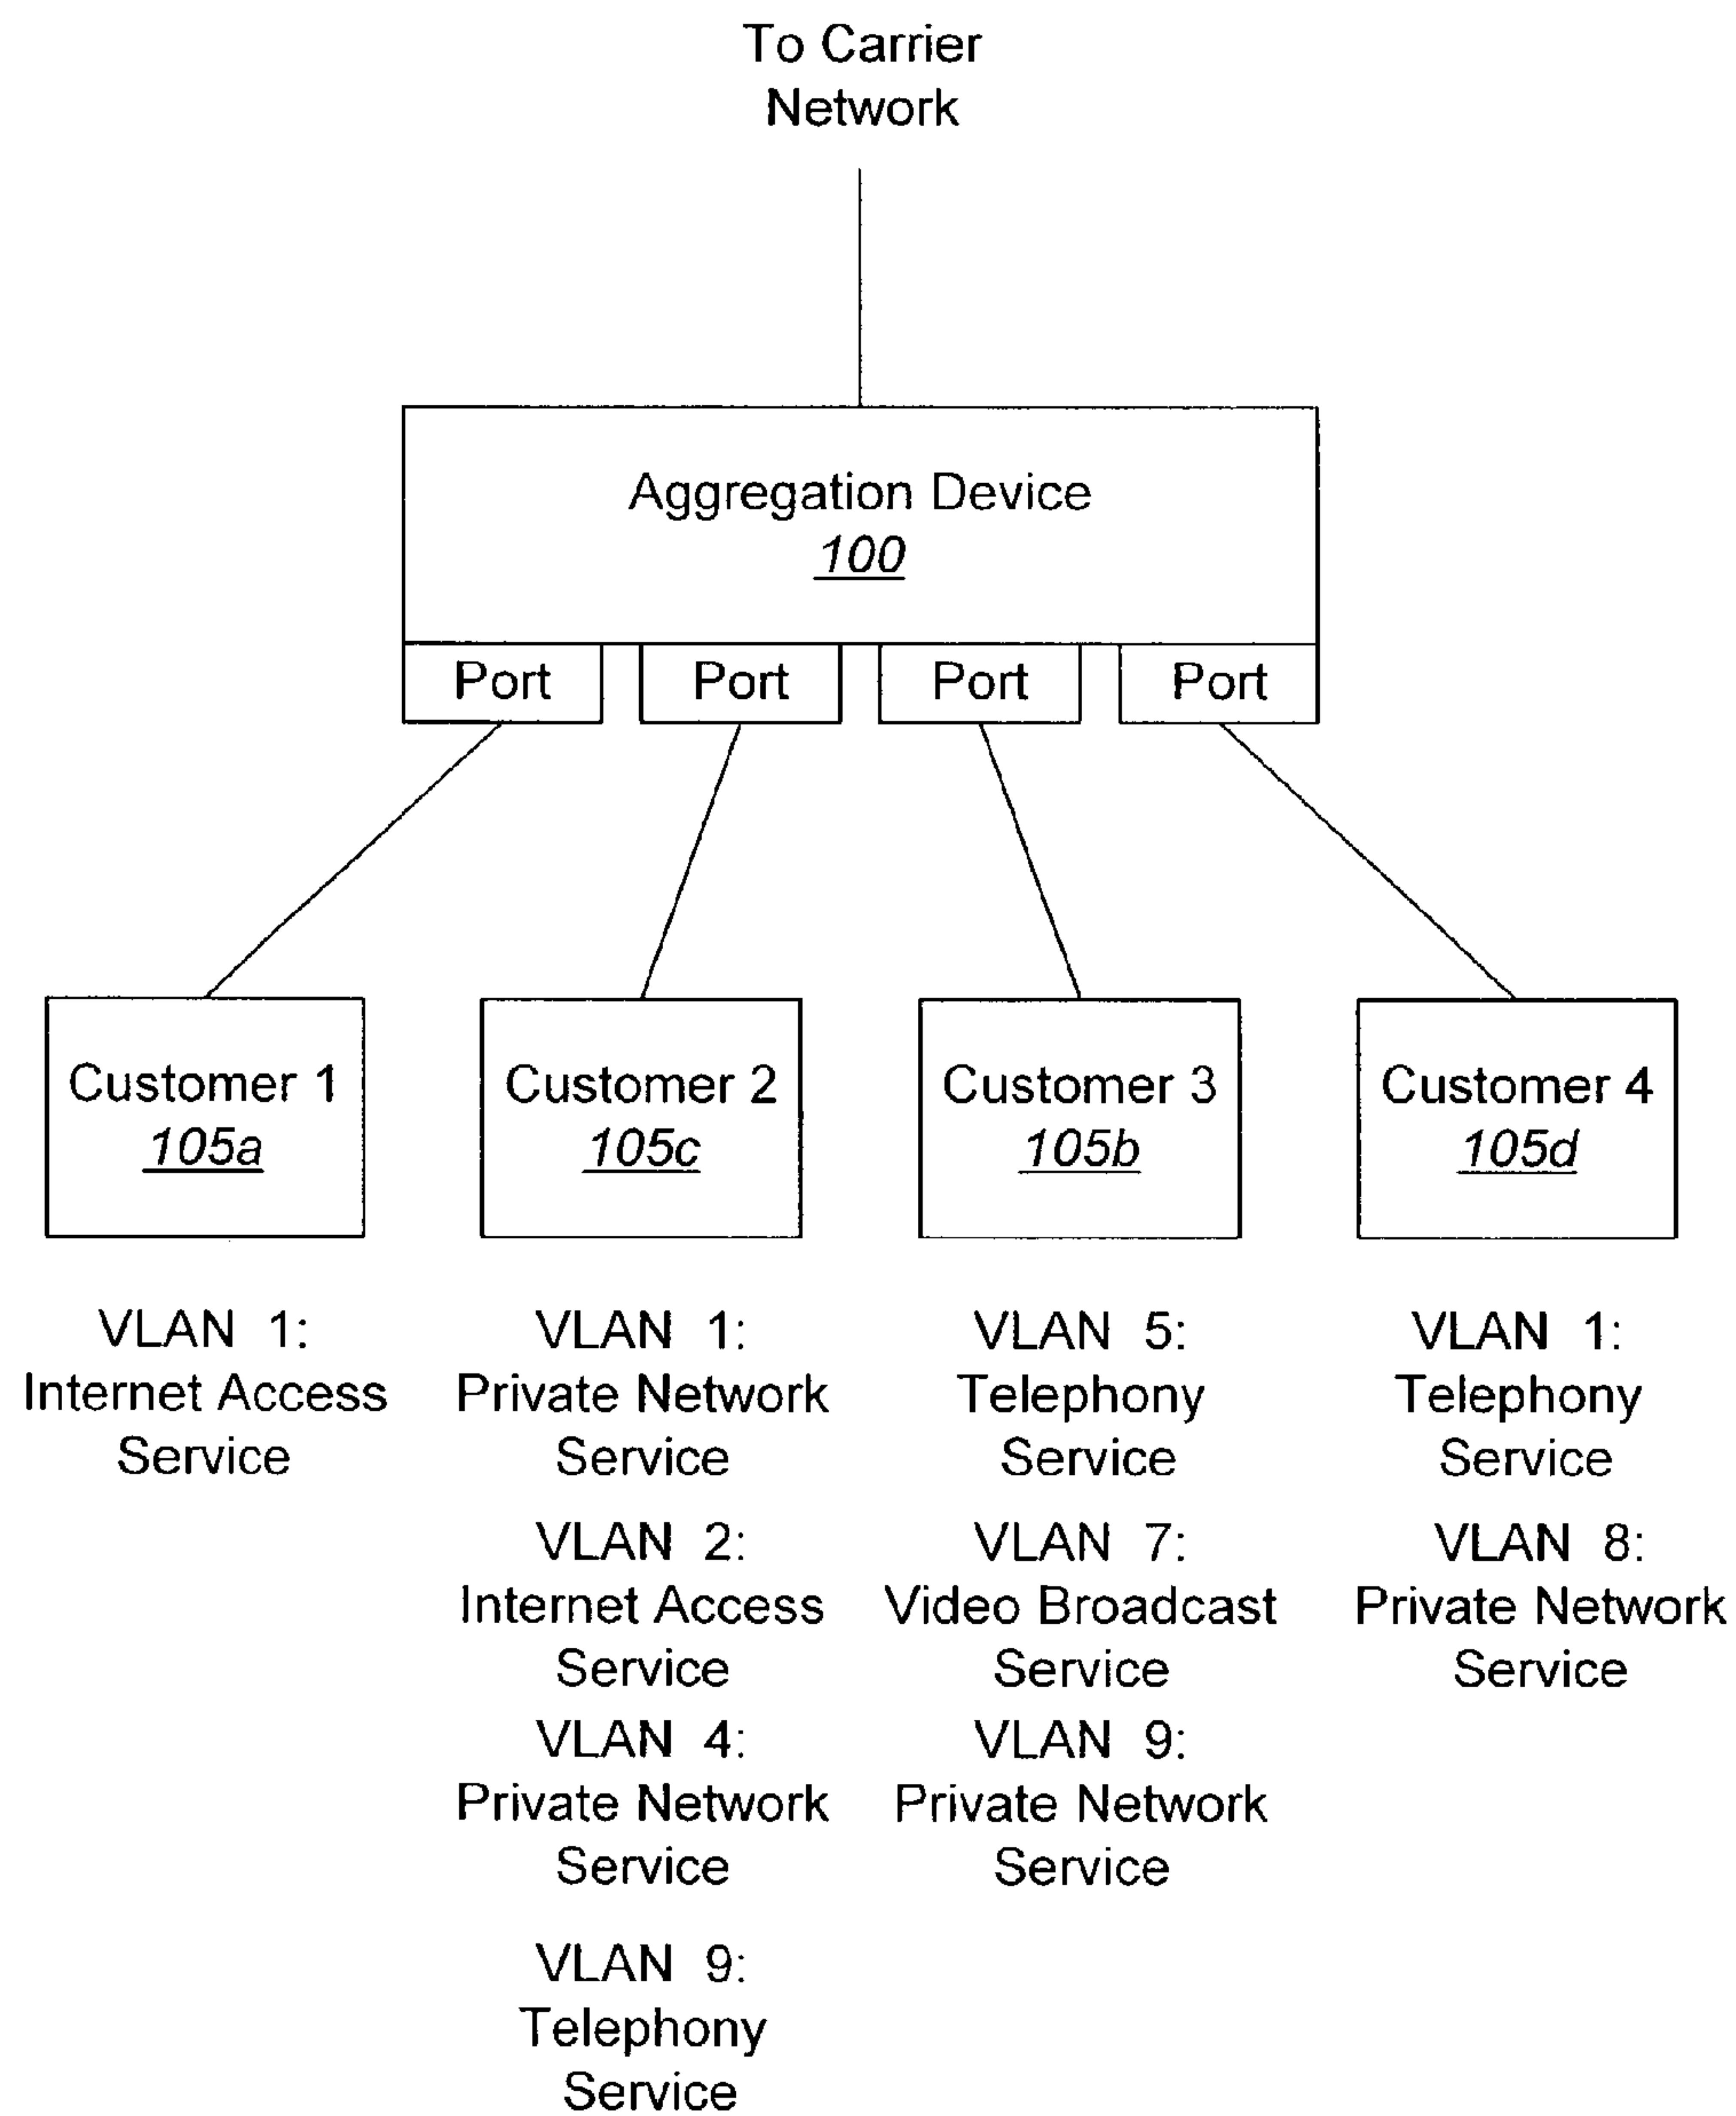 To Carrier
Network
Aggregation Device
100
Port
Port
Port
Port
Customer 1
105a
Customer 2
105c
Customer 3
105b
Customer 4
105d
VLAN 1:
Internet Access
Service
VLAN 1:
Private Network
Service
VLAN 2:
Internet Access
Service
VLAN 4:
Private Network
Service
VLAN 9:
Telephony
Service
VLAN 5:
Telephony
Service
VLAN 7:
Video Broadcast
Service
VLAN 9:
Private Network
Service
VLAN 1:
Telephony
Service
VLAN 8:
Private Network
Service